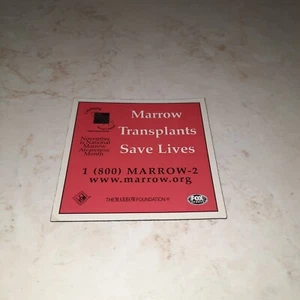 Marrow
Transplants
Save Lives
November
is National
Marrow
Awareness
Month
1 (800) MARROW-2
www.marrow.org
FOX